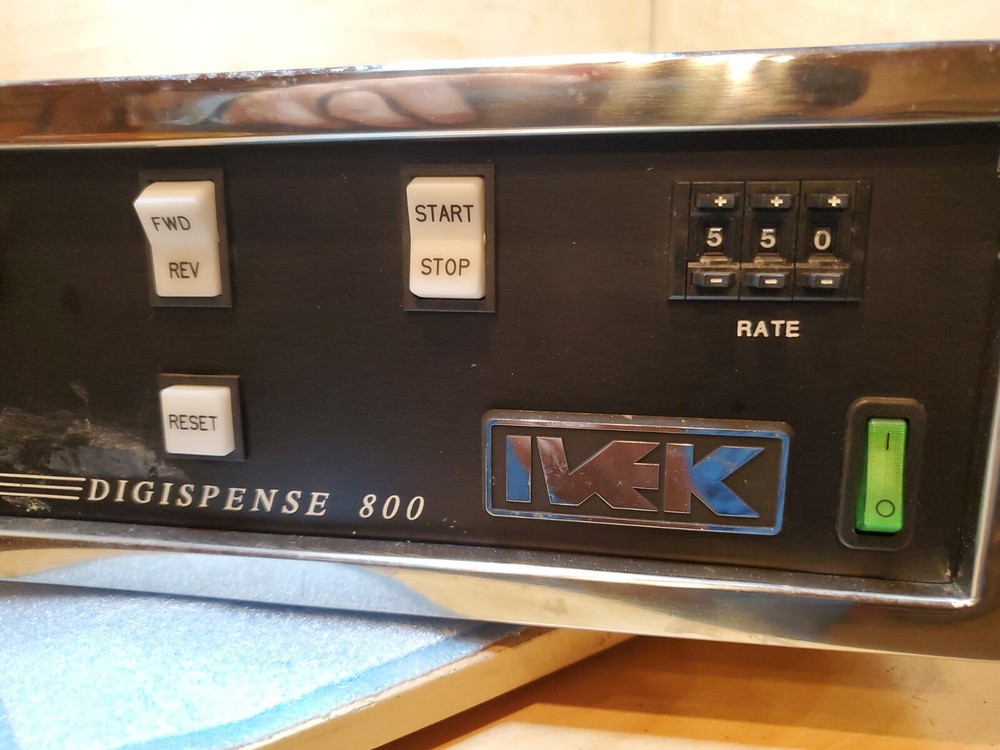 FWD
REV
START
STOP
+ + +
5 5 0
- - -
RATE
RESET
DIGISPENSE 800
IVEK
I
O